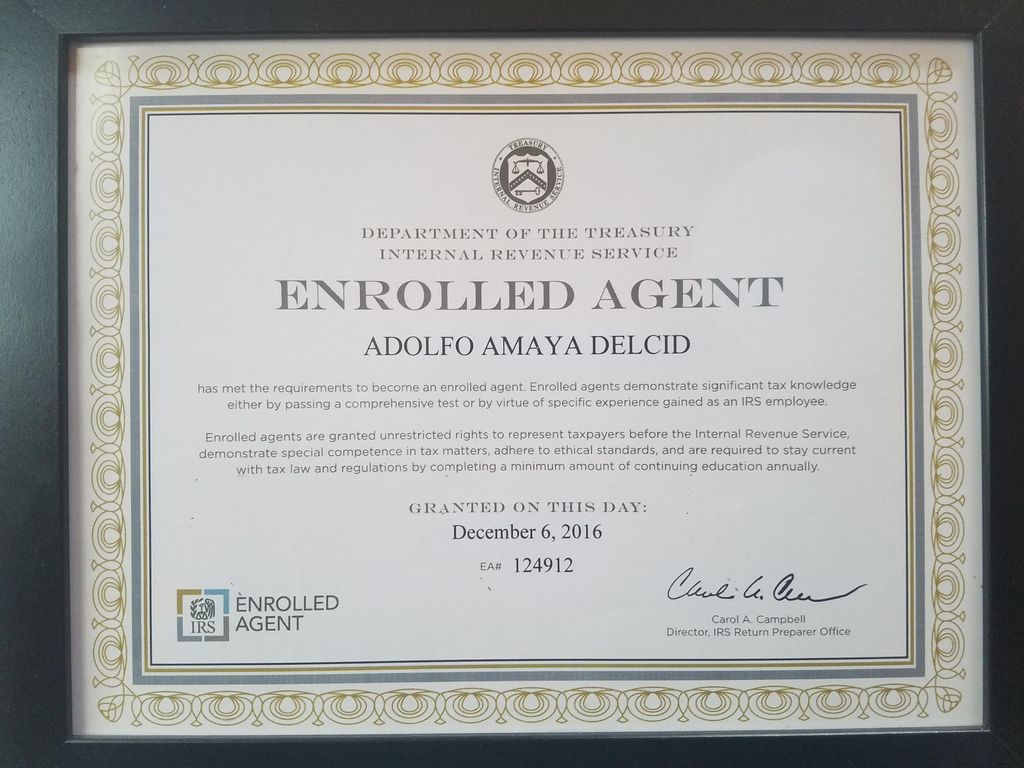 TREASURY
INTERNAL REVENUE SERVICE
DEPARTMENT OF THE TREASURY
INTERNAL REVENUE SERVICE
ENROLLED AGENT
ADOLFO AMAYA DELCID
has met the requirements to become an enrolled agent. Enrolled agents demonstrate significant tax knowledge
either by passing a comprehensive test or by virtue of specific experience gained as an IRS employee.
Enrolled agents are granted unrestricted rights to represent taxpayers before the Internal Revenue Service,
demonstrate special competence in tax matters, adhere to ethical standards, and are required to stay current
with tax law and regulations by completing a minimum amount of continuing education annually.
GRANTED ON THIS DAY:
December 6, 2016
EA# 124912
IRS
ENROLLED
AGENT
Carol A. Campbell
Director, IRS Return Preparer Office